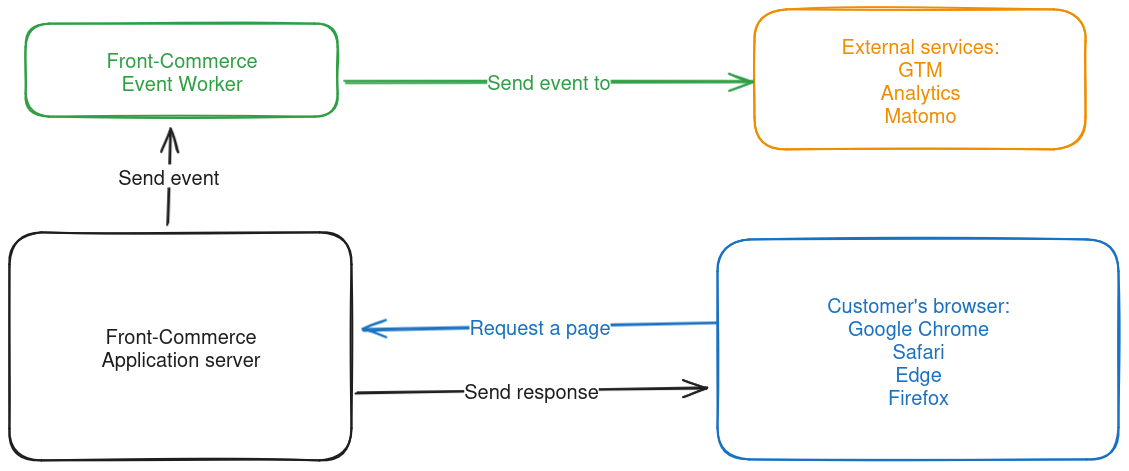 Front-Commerce
Event Worker
Send event to
External services:
GTM
Analytics
Matomo
Send event
Front-Commerce
Application server
Request a page
Send response
Customer's browser:
Google Chrome
Safari
Edge
Firefox